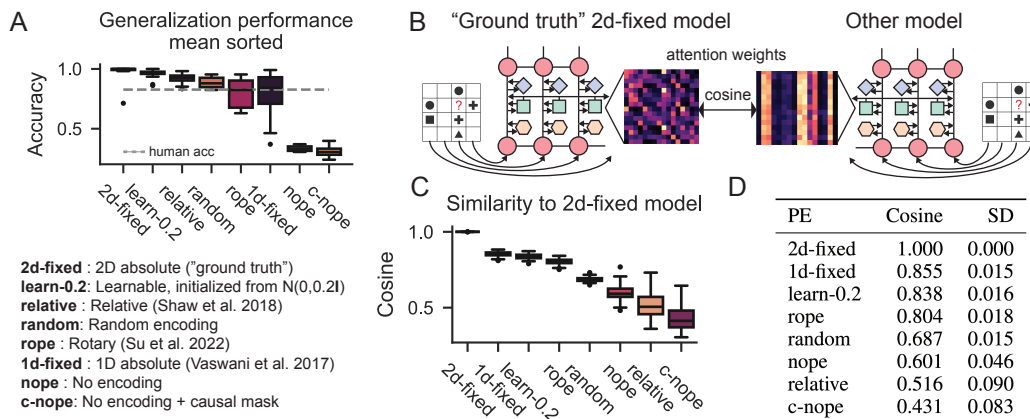 A
Generalization performance
mean sorted
Accuracy
1.0
0.5
human acc
2d-fixed
learn-0.2
relative
random
rope
1d-fixed
nope
c-nope
2d-fixed : 2D absolute ("ground truth")
learn-0.2: Learnable, initialized from N(0,0.2I)
relative : Relative (Shaw et al. 2018)
random: Random encoding
rope : Rotary (Su et al. 2022)
1d-fixed : 1D absolute (Vaswani et al. 2017)
nope : No encoding
c-nope: No encoding + causal mask
B
"Ground truth" 2d-fixed model
Other model
attention weights
cosine
?
?
C
Similarity to 2d-fixed model
Cosine
1.0
0.5
2d-fixed
1d-fixed
learn-0.2
rope
random
nope
relative
c-nope
D
PE Cosine SD
2d-fixed 1.000 0.000
1d-fixed 0.855 0.015
learn-0.2 0.838 0.016
rope 0.804 0.018
random 0.687 0.015
nope 0.601 0.046
relative 0.516 0.090
c-nope 0.431 0.083